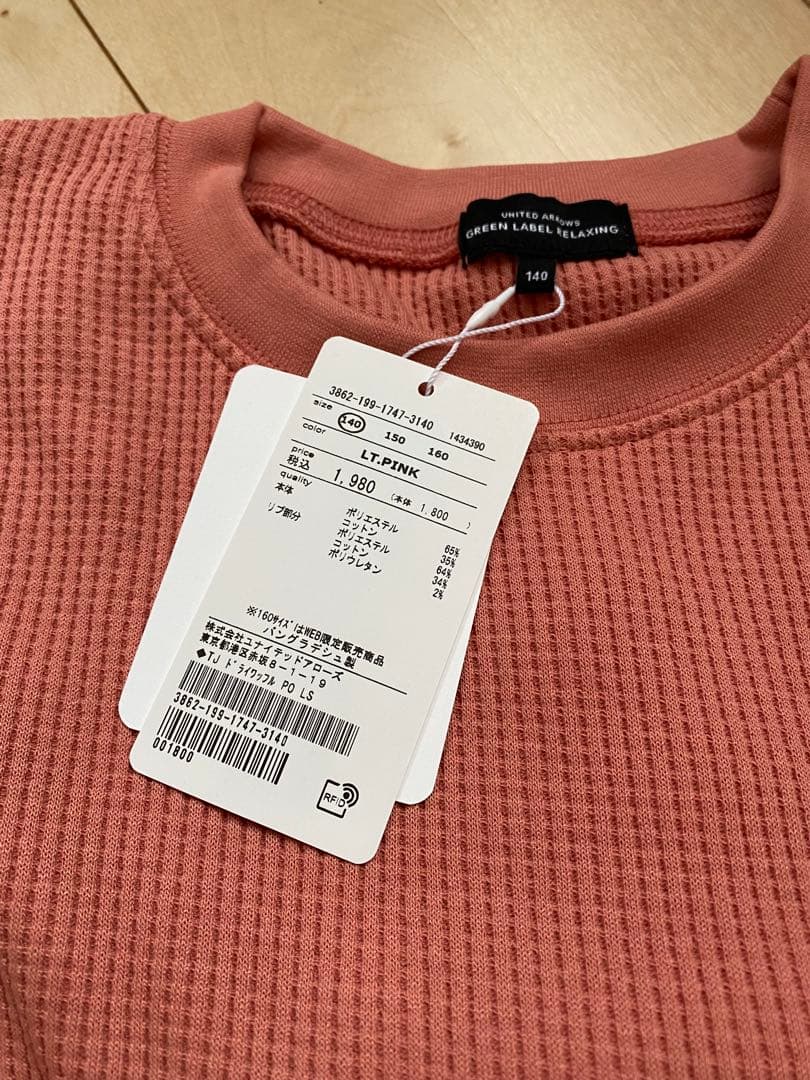 UNITED ARROWS
GREEN LABEL RELAXING
140
3862-199-1747-3140
size 140 150 160 1434390
color LT.PINK
price
税込 1,980 (本体 1,800 )
quality
本体 ポリエステル 65%
コットン 35%
リブ部分 ポリエステル 64%
コットン 34%
ポリウレタン 2%
※160サイズはWEB限定販売商品
バングラデシュ製
株式会社ユナイテッドアローズ
東京都港区赤坂8-1-19
◆TJ ドライワッフル PO LS
3862-199-1747-3140
001800
RFID